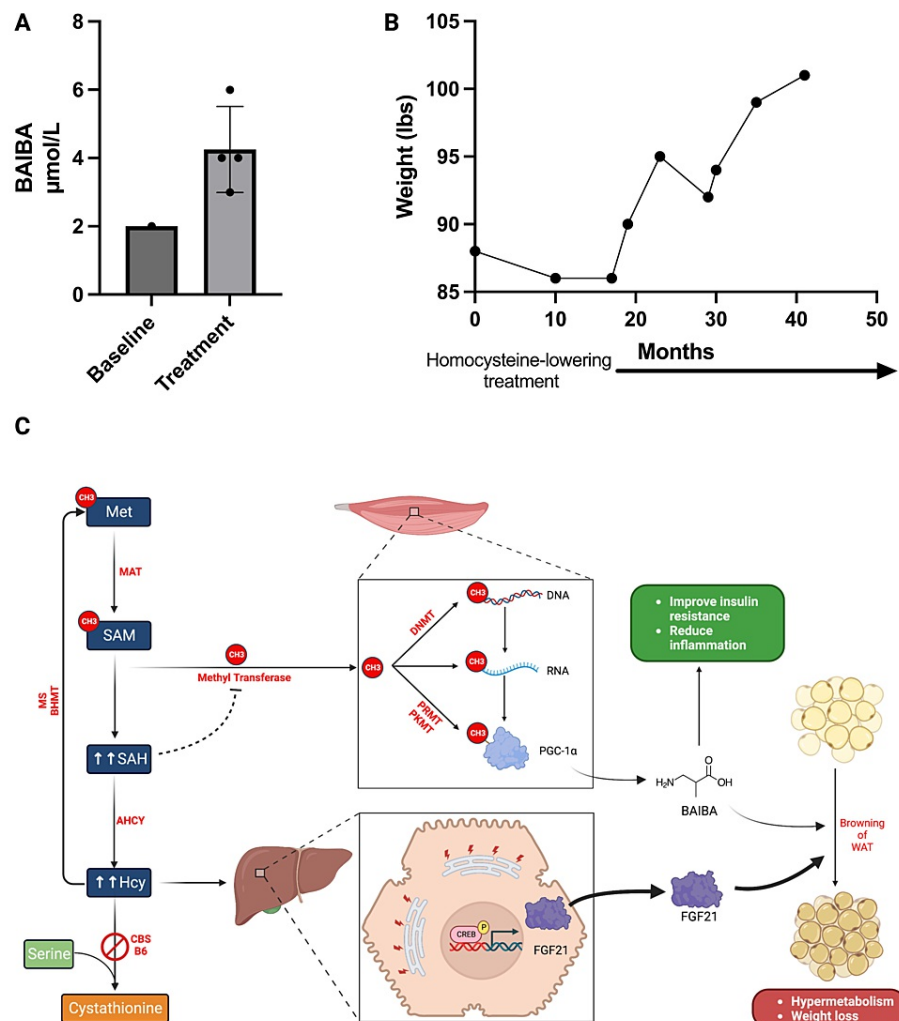 A
8
6
4
2
0
BAIBA
µmol/L
Baseline
Treatment
B
105
100
95
90
85
Weight (lbs)
0
10
20
30
40
50
Months
Homocysteine-lowering
treatment
C
CH3
Met
MAT
CH3
SAM
MS
BHMT
CH3
Methyl Transferase
↑↑SAH
AHCY
↑↑Hcy
CBS
B6
Serine
Cystathionine
CH3
DNMT
CH3
DNA
CH3
RNA
PRMT
PKMT
CH3
PGC-1α
• Improve insulin
resistance
• Reduce
inflammation
H₂N
O
OH
BAIBA
Browning
of
WAT
CREB
P
FGF21
FGF21
• Hypermetabolism
• Weight loss